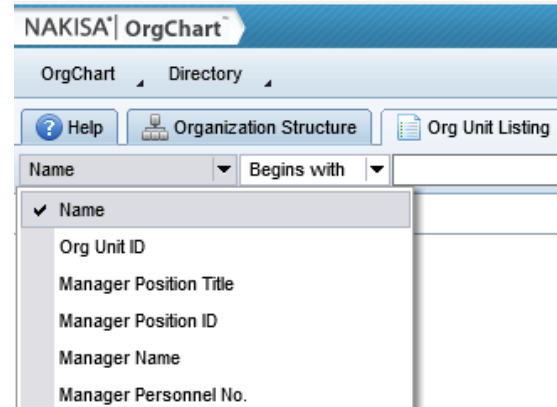 NAKISA OrgChart
OrgChart Directory
Help Organization Structure Org Unit Listing
Name Begins with
Name
Org Unit ID
Manager Position Title
Manager Position ID
Manager Name
Manager Personnel No.